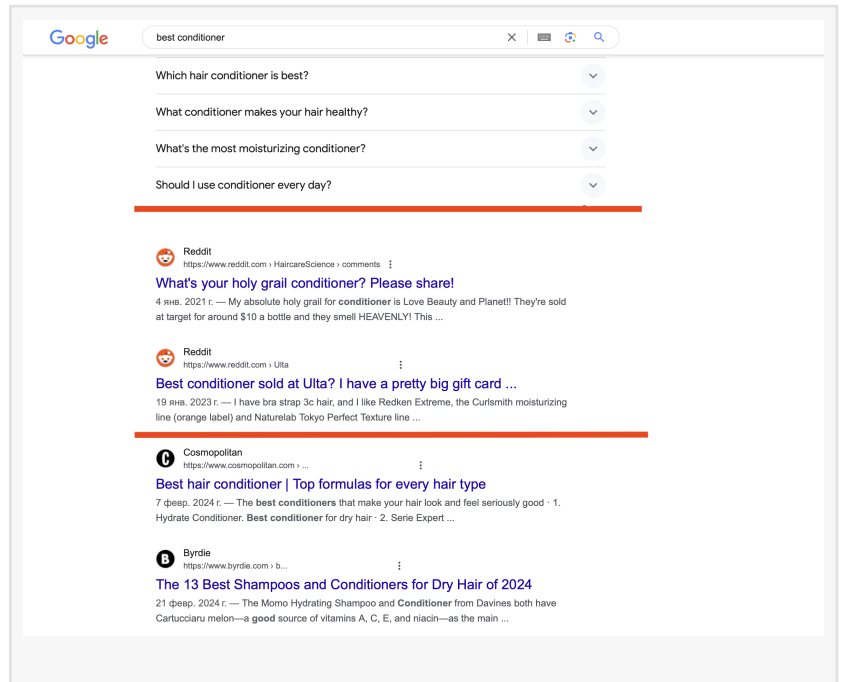 Google
best conditioner
Which hair conditioner is best?
What conditioner makes your hair healthy?
What's the most moisturizing conditioner?
Should I use conditioner every day?
Reddit
https://www.reddit.com › HaircareScience › comments
What's your holy grail conditioner? Please share!
4 янв. 2021 г. — My absolute holy grail for conditioner is Love Beauty and Planet!! They're sold
at target for around $10 a bottle and they smell HEAVENLY! This ...
Reddit
https://www.reddit.com › Ulta
Best conditioner sold at Ulta? I have a pretty big gift card ...
19 янв. 2023 г. — I have bra strap 3c hair, and I like Redken Extreme, the Curlsmith moisturizing
line (orange label) and Naturelab Tokyo Perfect Texture line ...
Cosmopolitan
https://www.cosmopolitan.com › ...
Best hair conditioner | Top formulas for every hair type
7 февр. 2024 г. — The best conditioners that make your hair look and feel seriously good · 1.
Hydrate Conditioner. Best conditioner for dry hair · 2. Serie Expert ...
Byrdie
https://www.byrdie.com › b...
The 13 Best Shampoos and Conditioners for Dry Hair of 2024
21 февр. 2024 г. — The Momo Hydrating Shampoo and Conditioner from Davines both have
Cartucciaru melon—a good source of vitamins A, C, E, and niacin—as the main ...